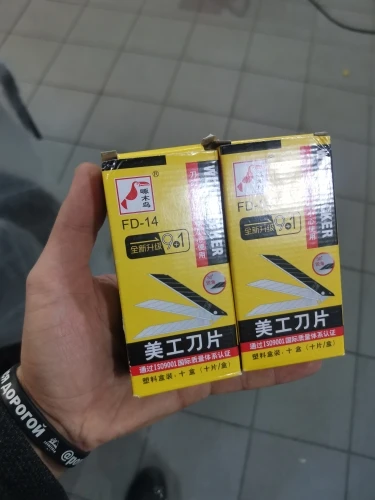 啄木鸟
®
FD-14
全新升级 9+1
美工刀片
通过ISO9001国际质量体系认证
塑料盒装·十盒(十片/盒)
FD-
全新升级 9+1
美工刀片
通过ISO9001国际质量体系认证
塑料盒装·十盒(十片/盒)
ДОРОГОЙ